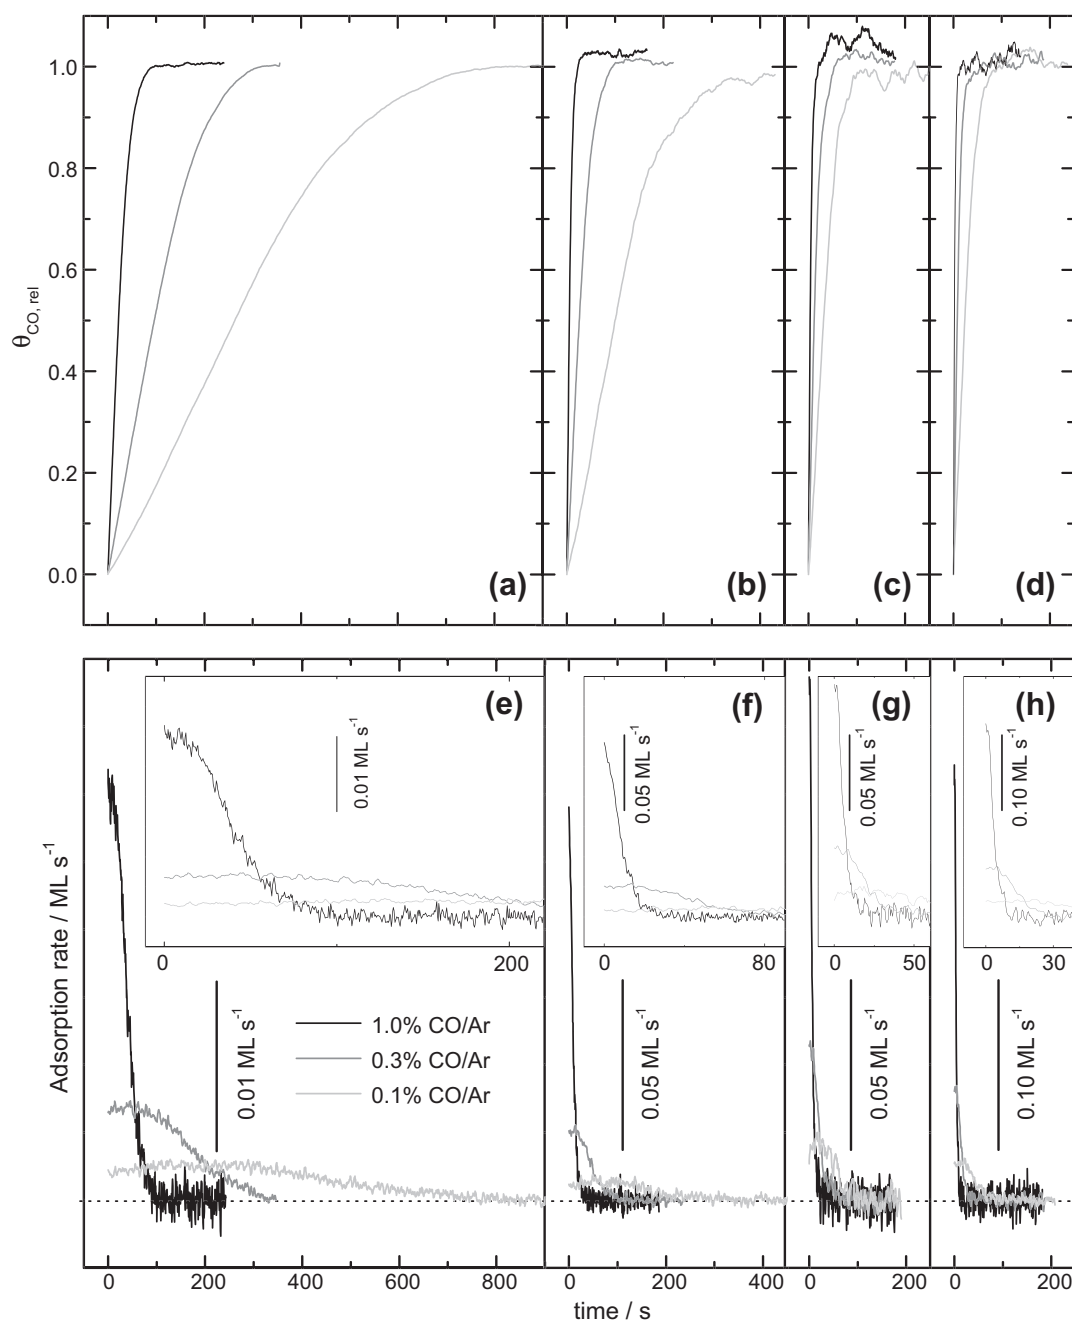 1.0
0.8
0.6
0.4
0.2
0.0
θCO, rel
(a)
(b)
(c)
(d)
(e)
(f)
(g)
(h)
0.01 ML s-1
0.05 ML s-1
0.05 ML s-1
0.10 ML s-1
0 200
0 80
0 50
0 30
Adsorption rate / ML s-1
0.01 ML s-1
1.0% CO/Ar
0.3% CO/Ar
0.1% CO/Ar
0.05 ML s-1
0.05 ML s-1
0.10 ML s-1
0 200 400 600 800
0 200 400
0 200
0 200
time / s